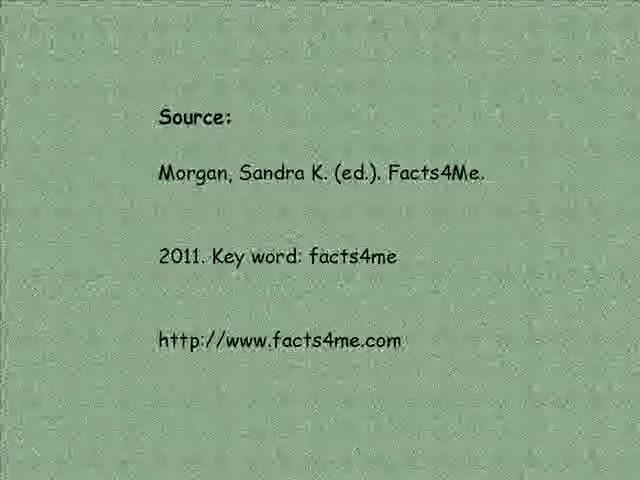 Source:
Morgan, Sandra K. (ed.). Facts4Me.
2011. Key word: facts4me
http://www.facts4me.com